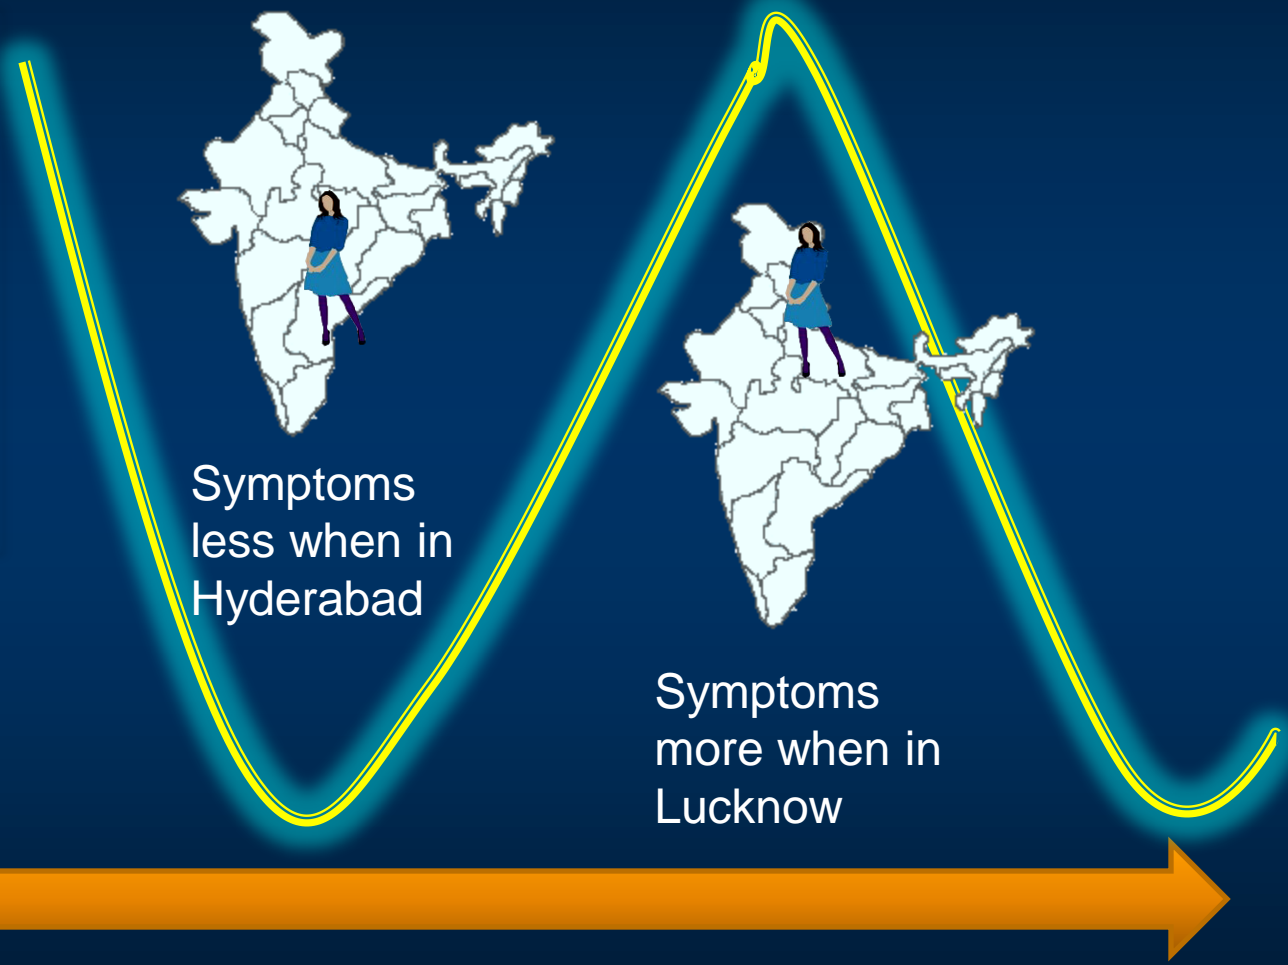 Symptoms
less when in
Hyderabad
Symptoms
more when in
Lucknow